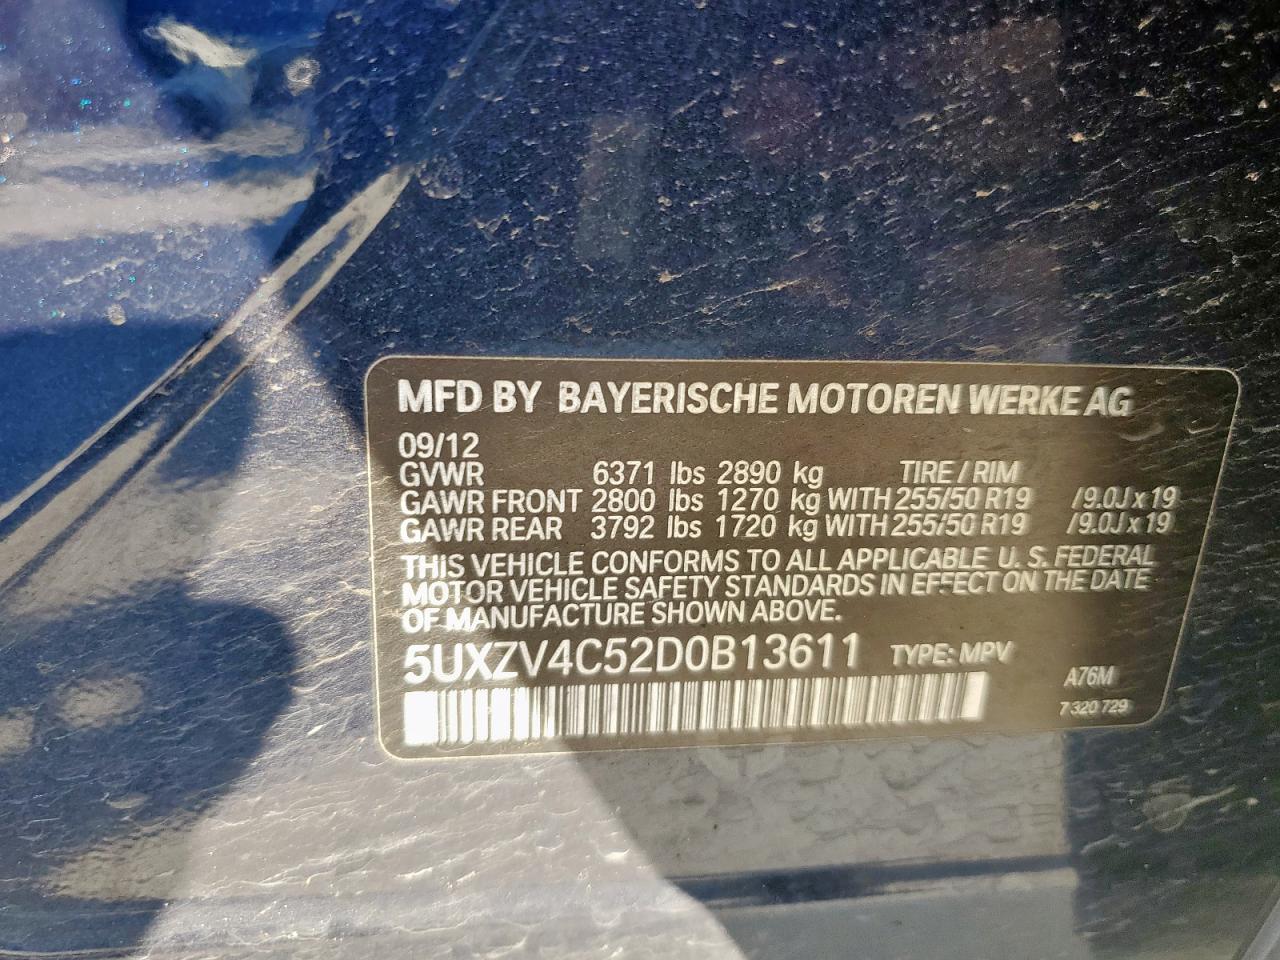 MFD BY BAYERISCHE MOTOREN WERKE AG
09/12
GVWR 6371 lbs 2890 kg TIRE / RIM
GAWR FRONT 2800 lbs 1270 kg WITH 255/50 R19 /9.0J x 19
GAWR REAR 3792 lbs 1720 kg WITH 255/50 R19 /9.0J x 19
THIS VEHICLE CONFORMS TO ALL APPLICABLE U. S. FEDERAL
MOTOR VEHICLE SAFETY STANDARDS IN EFFECT ON THE DATE
OF MANUFACTURE SHOWN ABOVE.
5UXZV4C52D0B13611 TYPE: MPV
A76M
7 320 729